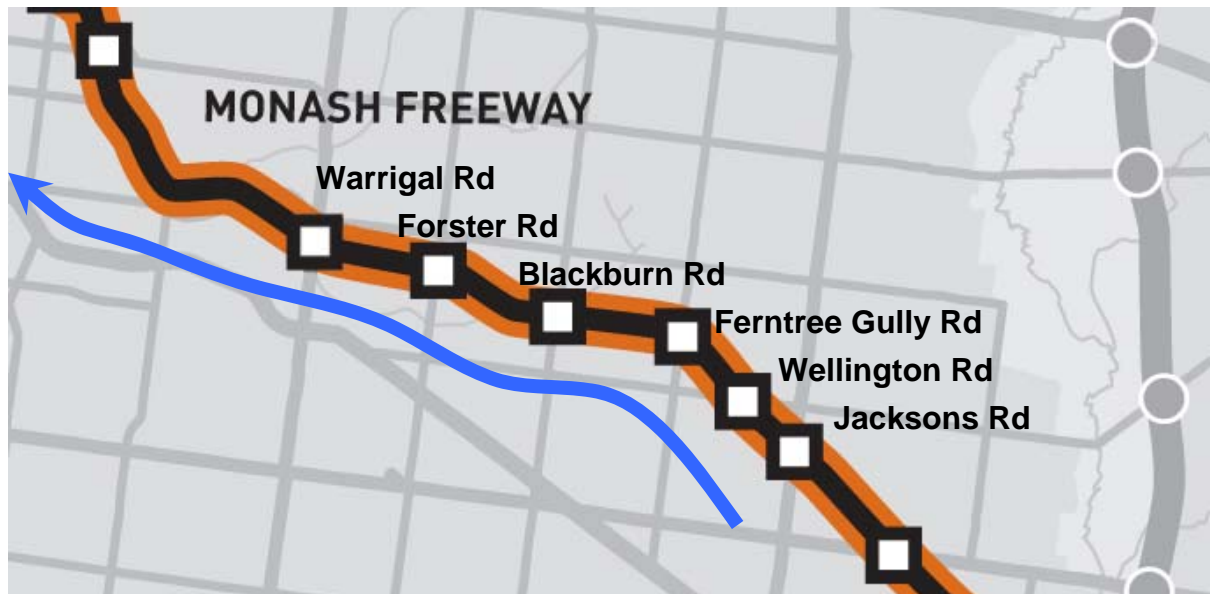 MONASH FREEWAY
Warrigal Rd
Forster Rd
Blackburn Rd
Ferntree Gully Rd
Wellington Rd
Jacksons Rd